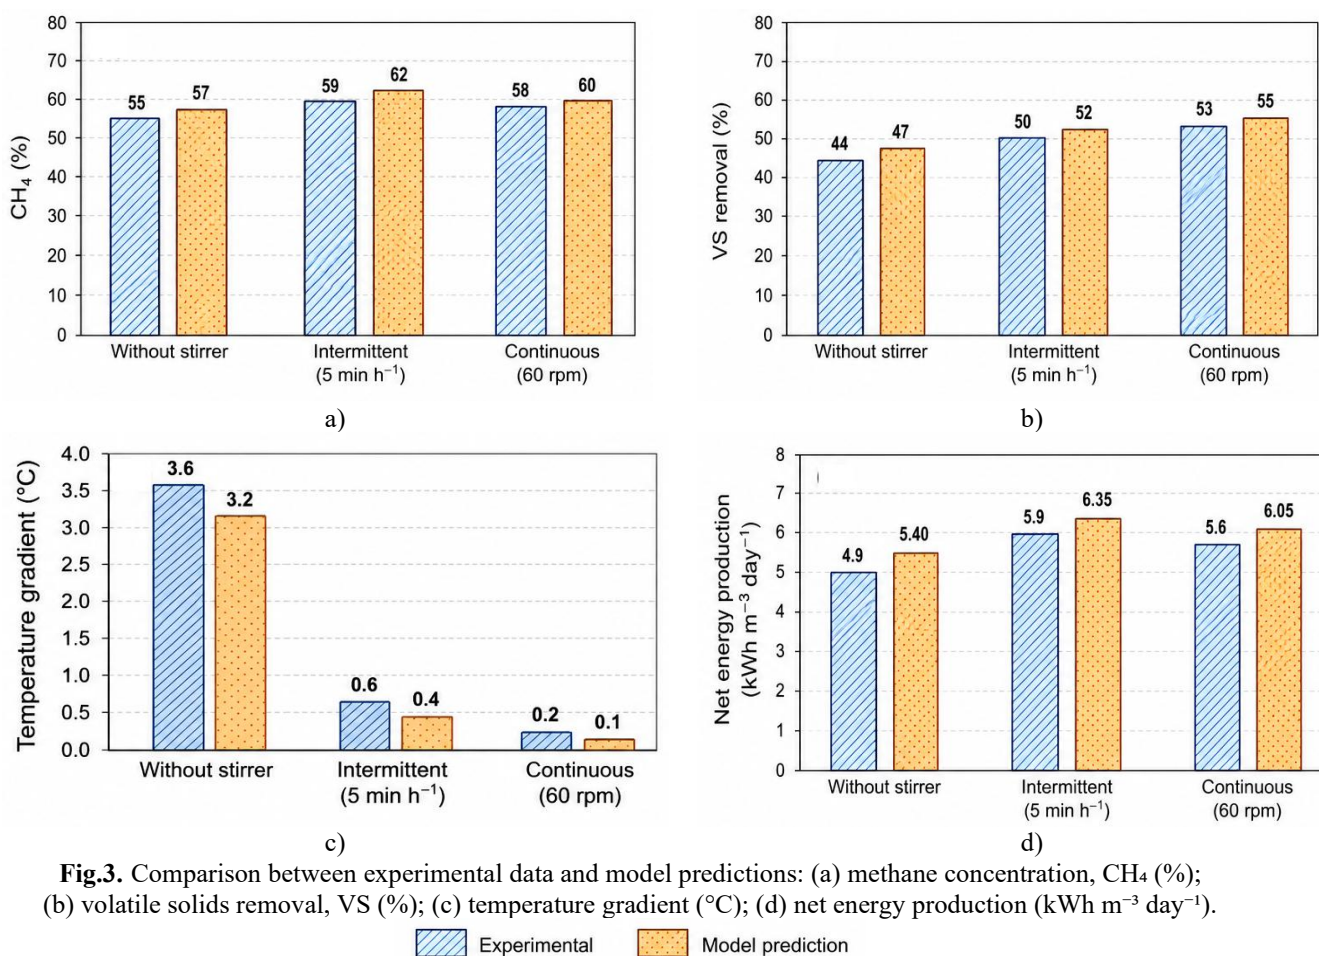 CH₄ (%)
80
70
60
50
40
30
20
10
0
55
57
59
62
58
60
Without stirrer
Intermittent
(5 min h⁻¹)
Continuous
(60 rpm)
a)
VS removal (%)
80
70
60
50
40
30
20
10
0
44
47
50
52
53
55
Without stirrer
Intermittent
(5 min h⁻¹)
Continuous
(60 rpm)
b)
Temperature gradient (°C)
4.0
3.5
3.0
2.5
2.0
1.5
1.0
0.5
0.0
3.6
3.2
0.6
0.4
0.2
0.1
Without stirrer
Intermittent
(5 min h⁻¹)
Continuous
(60 rpm)
c)
Net energy production
(kWh m⁻³ day⁻¹)
8
7
6
5
4
3
2
1
0
4.9
5.40
5.9
6.35
5.6
6.05
Without stirrer
Intermittent
(5 min h⁻¹)
Continuous
(60 rpm)
d)
Fig.3. Comparison between experimental data and model predictions: (a) methane concentration, CH₄ (%);
(b) volatile solids removal, VS (%); (c) temperature gradient (°C); (d) net energy production (kWh m⁻³ day⁻¹).
Experimental
Model prediction